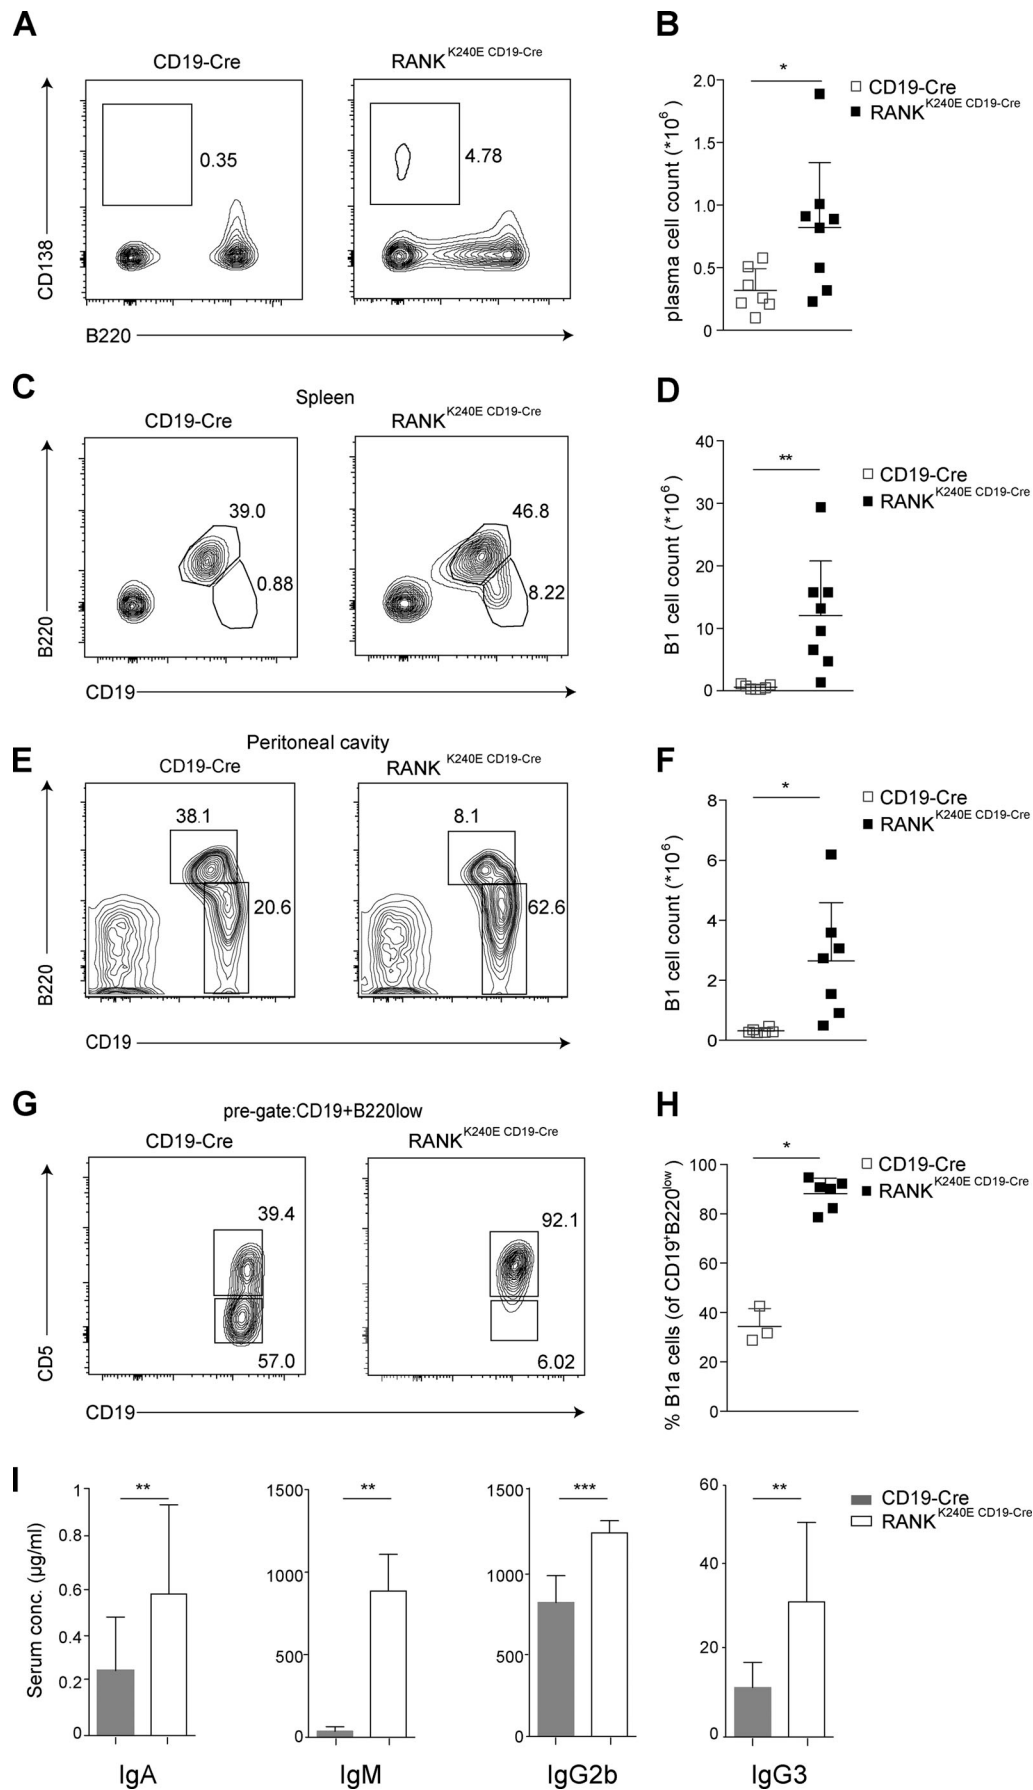 A
CD19-Cre
RANK K240E CD19-Cre
0.35
4.78
CD138
B220
B
*
CD19-Cre
RANK K240E CD19-Cre
plasma cell count (*10⁶)
2.0
1.5
1.0
0.5
0
C
Spleen
CD19-Cre
RANK K240E CD19-Cre
39.0
0.88
46.8
8.22
B220
CD19
D
**
CD19-Cre
RANK K240E CD19-Cre
B1 cell count (*10⁶)
40
30
20
10
0
E
Peritoneal cavity
CD19-Cre
RANK K240E CD19-Cre
38.1
20.6
8.1
62.6
B220
CD19
F
*
CD19-Cre
RANK K240E CD19-Cre
B1 cell count (*10⁶)
8
6
4
2
0
G
pre-gate:CD19+B220low
CD19-Cre
RANK K240E CD19-Cre
39.4
57.0
92.1
6.02
CD5
CD19
H
*
CD19-Cre
RANK K240E CD19-Cre
% B1a cells (of CD19⁺B220ˡᵒʷ )
100
80
60
40
20
0
I
Serum conc. (µg/ml)
1
0.8
0.6
0.4
0.2
0
**
IgA
1500
1000
500
0
**
IgM
1500
1000
500
0
***
IgG2b
60
40
20
0
**
IgG3
CD19-Cre
RANK K240E CD19-Cre